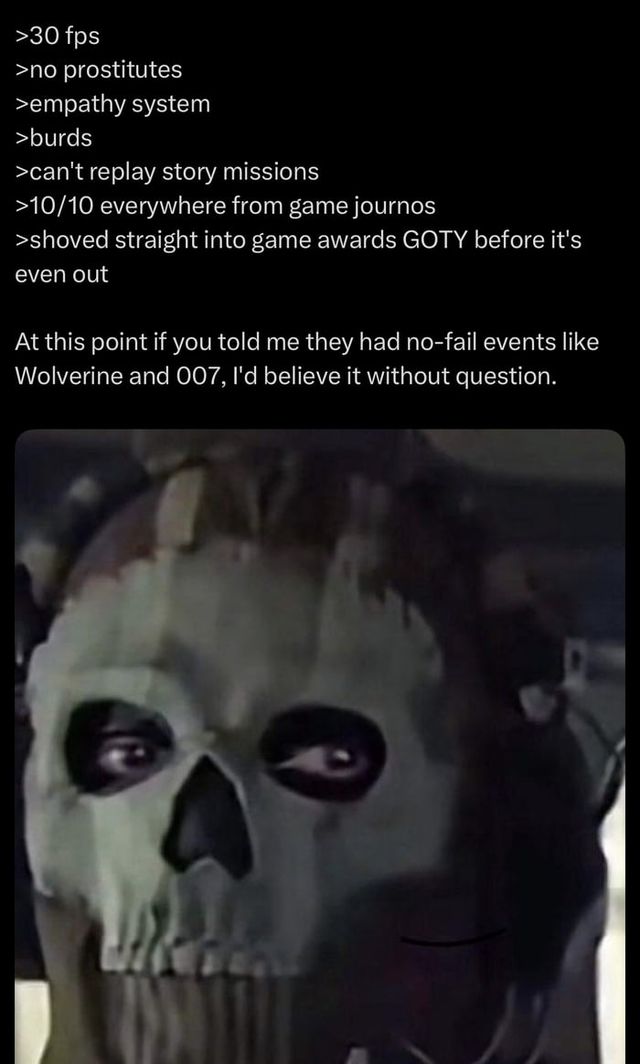 >30 fps
>no prostitutes
>empathy system
>burds
>can't replay story missions
>10/10 everywhere from game journos
>shoved straight into game awards GOTY before it's
even out
At this point if you told me they had no-fail events like
Wolverine and 007, I'd believe it without question.